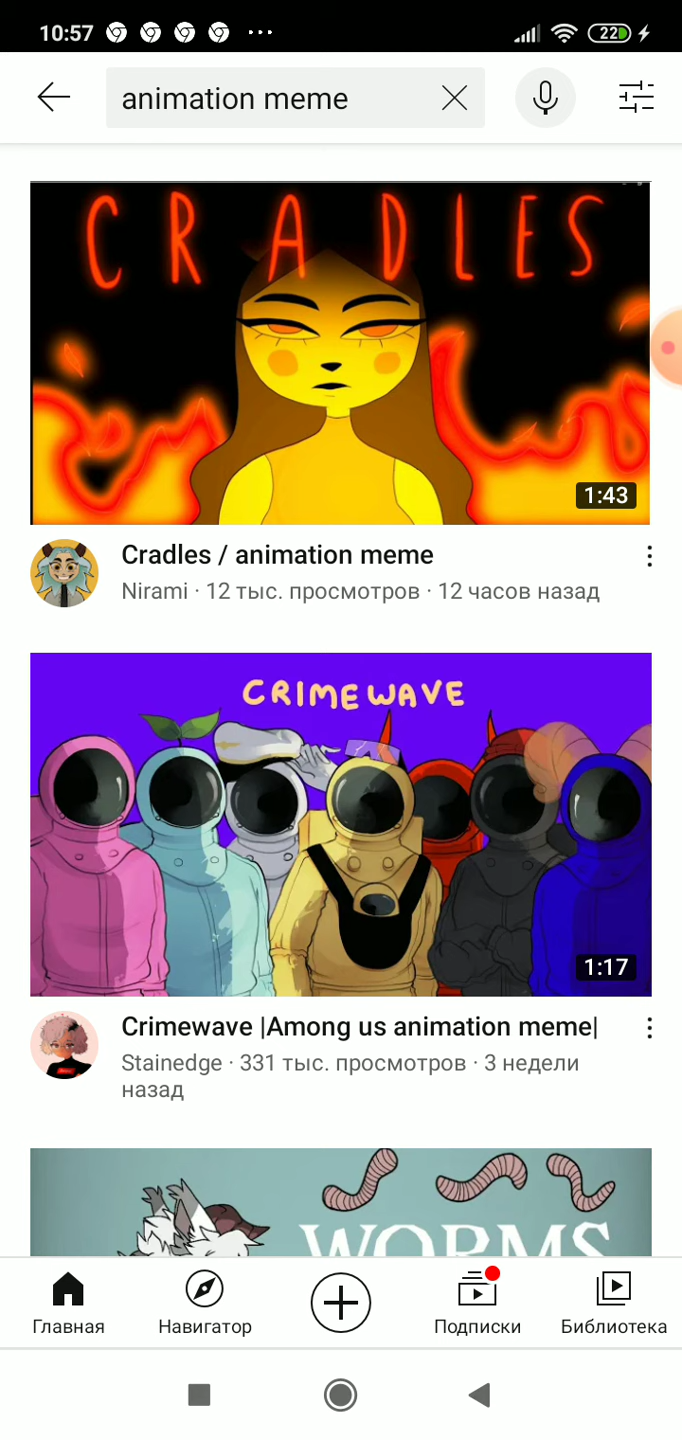 10:57
22
animation meme
CRADLES
1:43
Cradles / animation meme
Nirami · 12 тыс. просмотров · 12 часов назад
CRIMEWAVE
1:17
Crimewave |Among us animation meme|
Stainedge · 331 тыс. просмотров · 3 недели
назад
WORMS
Главная
Навигатор
Подписки
Библиотека